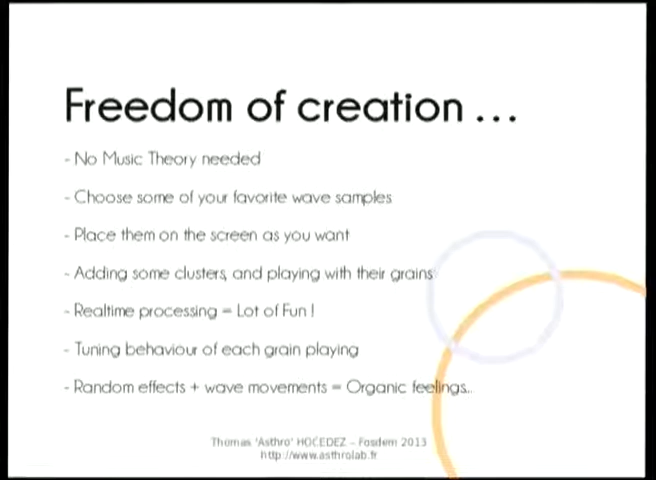 Freedom of creation ...
- No Music Theory needed
- Choose some of your favorite wave samples
- Place them on the screen as you want
- Adding some clusters, and playing with their grains
- Realtime processing = Lot of Fun !
- Tuning behaviour of each grain playing
- Random effects + wave movements = Organic feelings...
Thomas 'Asthro' HOCEDEZ - Fosdem 2013
http://www.asthrolab.fr